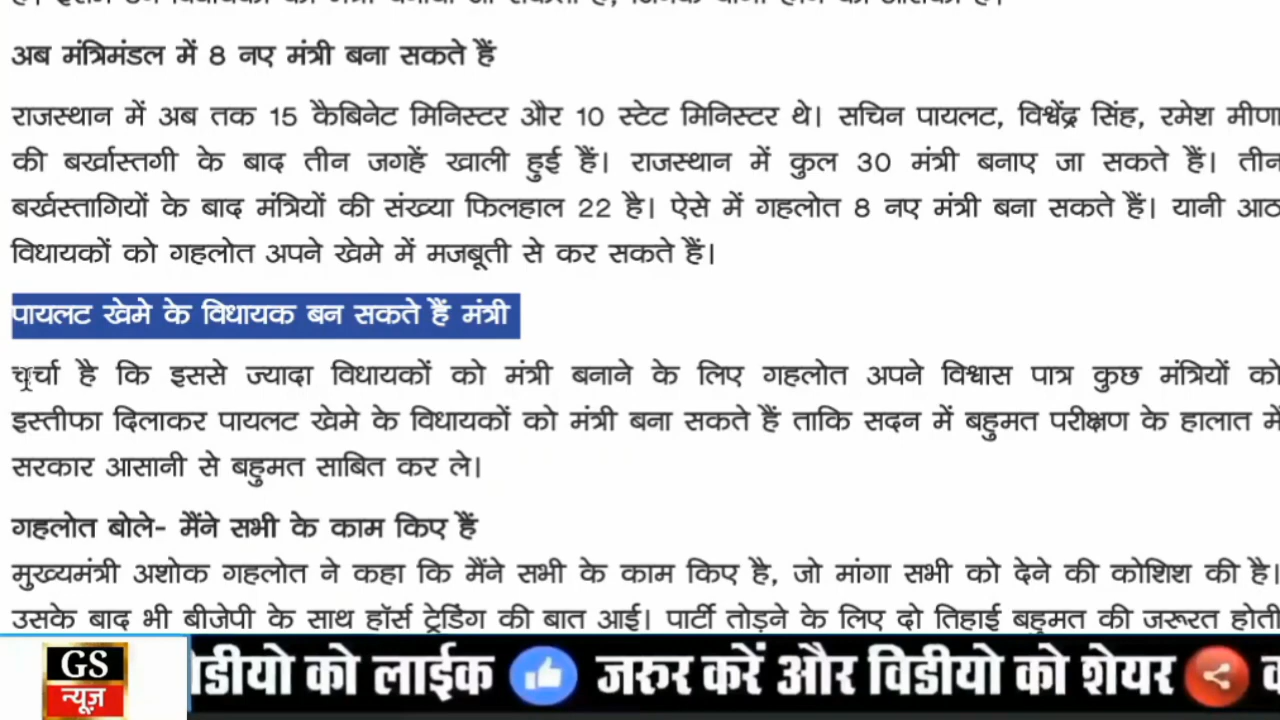 अब मंत्रिमंडल में 8 नए मंत्री बना सकते हैं
राजस्थान में अब तक 15 कैबिनेट मिनिस्टर और 10 स्टेट मिनिस्टर थे। सचिन पायलट, विश्वेंद्र सिंह, रमेश मीणा
की बर्खास्तगी के बाद तीन जगहें खाली हुई हैं। राजस्थान में कुल 30 मंत्री बनाए जा सकते हैं। तीन
बर्खस्तागियों के बाद मंत्रियों की संख्या फिलहाल 22 है। ऐसे में गहलोत 8 नए मंत्री बना सकते हैं। यानी आठ
विधायकों को गहलोत अपने खेमे में मजबूती से कर सकते हैं।
पायलट खेमे के विधायक बन सकते हैं मंत्री
चर्चा है कि इससे ज्यादा विधायकों को मंत्री बनाने के लिए गहलोत अपने विश्वास पात्र कुछ मंत्रियों को
इस्तीफा दिलाकर पायलट खेमे के विधायकों को मंत्री बना सकते हैं ताकि सदन में बहुमत परीक्षण के हालात में
सरकार आसानी से बहुमत साबित कर ले।
गहलोत बोले- मैंने सभी के काम किए हैं
मुख्यमंत्री अशोक गहलोत ने कहा कि मैंने सभी के काम किए है, जो मांगा सभी को देने की कोशिश की है।
उसके बाद भी बीजेपी के साथ हॉर्स ट्रेडिंग की बात आई। पार्टी तोड़ने के लिए दो तिहाई बहुमत की जरूरत होती
GS
न्यूज़
विडीयो को लाईक जरुर करें और विडीयो को शेयर